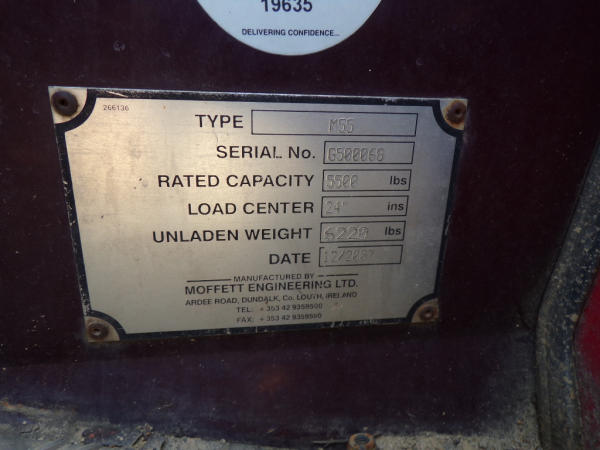 19635
DELIVERING CONFIDENCE...
266136
TYPE M55
SERIAL No. G500068
RATED CAPACITY 5500 lbs
LOAD CENTER 24" ins
UNLADEN WEIGHT 6220 lbs
DATE 12/2007
MANUFACTURED BY
MOFFETT ENGINEERING LTD.
ARDEE ROAD, DUNDALK, Co. LOUTH, IRELAND
TEL: +353 42 9359500
FAX: +353 42 9359500